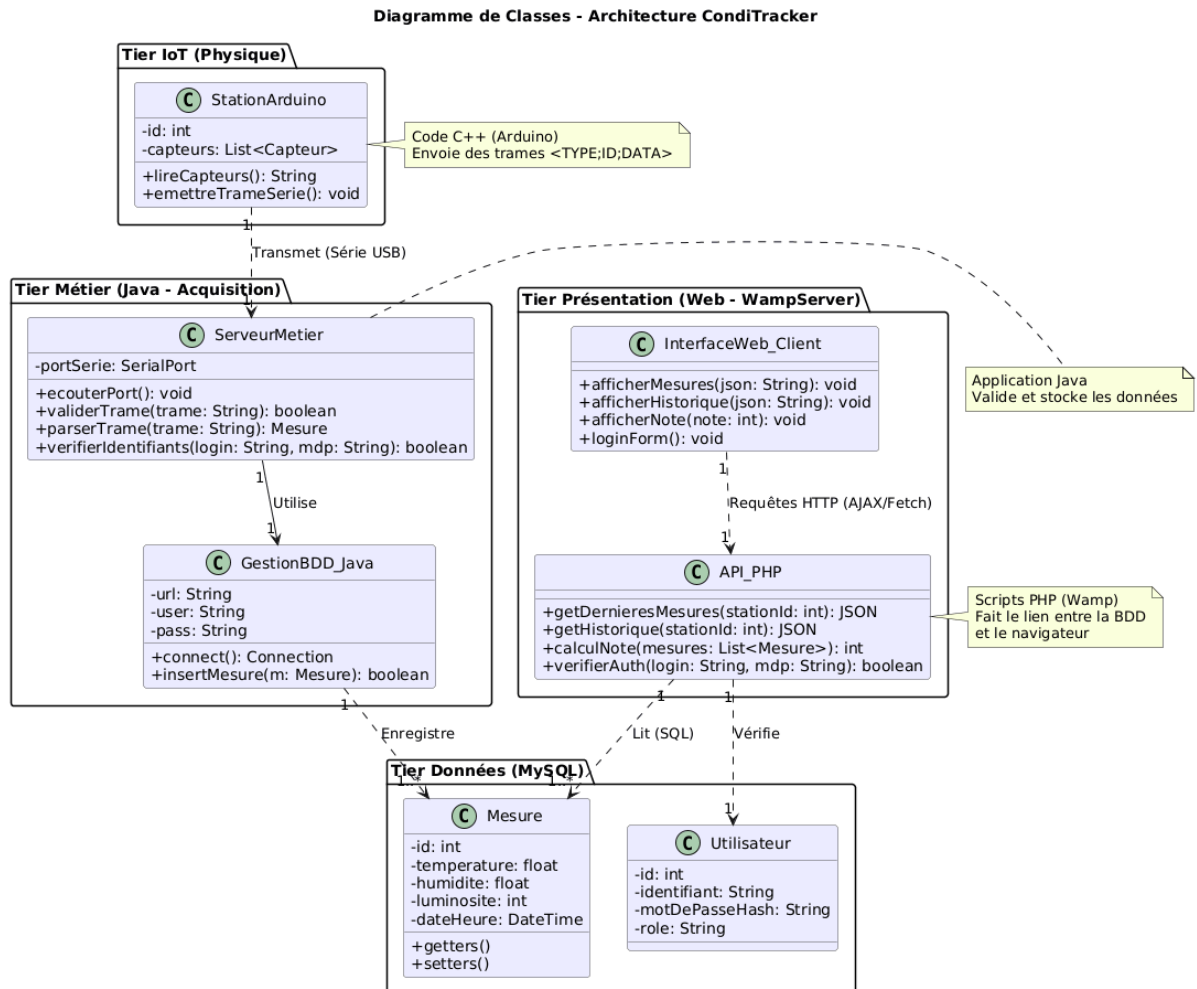 Diagramme de Classes - Architecture CondiTracker
Tier IoT (Physique)
C StationArduino
-id: int
-capteurs: List<Capteur>
+lireCapteurs(): String
+emettreTrameSerie(): void
Code C++ (Arduino)
Envoie des trames <TYPE;ID;DATA>
1
Transmet (Série USB)
1
Tier Métier (Java - Acquisition)
C ServeurMetier
-portSerie: SerialPort
+ecouterPort(): void
+validerTrame(trame: String): boolean
+parserTrame(trame: String): Mesure
+verifierIdentifiants(login: String, mdp: String): boolean
1
Utilise
1
C GestionBDD_Java
-url: String
-user: String
-pass: String
+connect(): Connection
+insertMesure(m: Mesure): boolean
Tier Présentation (Web - WampServer)
C InterfaceWeb_Client
+afficherMesures(json: String): void
+afficherHistorique(json: String): void
+afficherNote(note: int): void
+loginForm(): void
Application Java
Valide et stocke les données
1
Requêtes HTTP (AJAX/Fetch)
1
C API_PHP
+getDernieresMesures(stationId: int): JSON
+getHistorique(stationId: int): JSON
+calculNote(mesures: List<Mesure>): int
+verifierAuth(login: String, mdp: String): boolean
Scripts PHP (Wamp)
Fait le lien entre la BDD
et le navigateur
1
Enregistre
1..*
1
Lit (SQL)
1..*
1
Vérifie
1
Tier Données (MySQL)
C Mesure
-id: int
-temperature: float
-humidite: float
-luminosite: int
-dateHeure: DateTime
+getters()
+setters()
C Utilisateur
-id: int
-identifiant: String
-motDePasseHash: String
-role: String